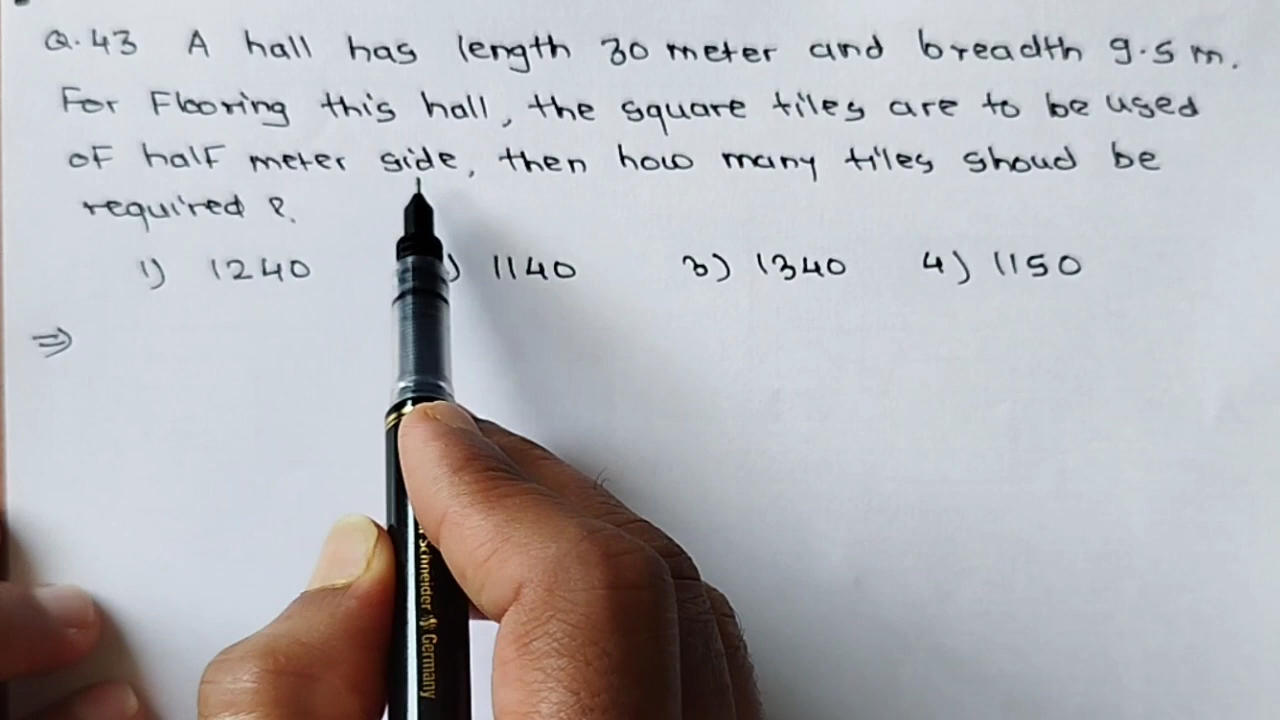 Q.43 A hall has length 30 meter and breadth 9.5 m.
For Flooring this hall, the square tiles are to be used
of half meter side, then how many tiles shoud be
required ?.
1) 1240 ) 1140 3) 1340 4) 1150
⇒
Schneider Germany